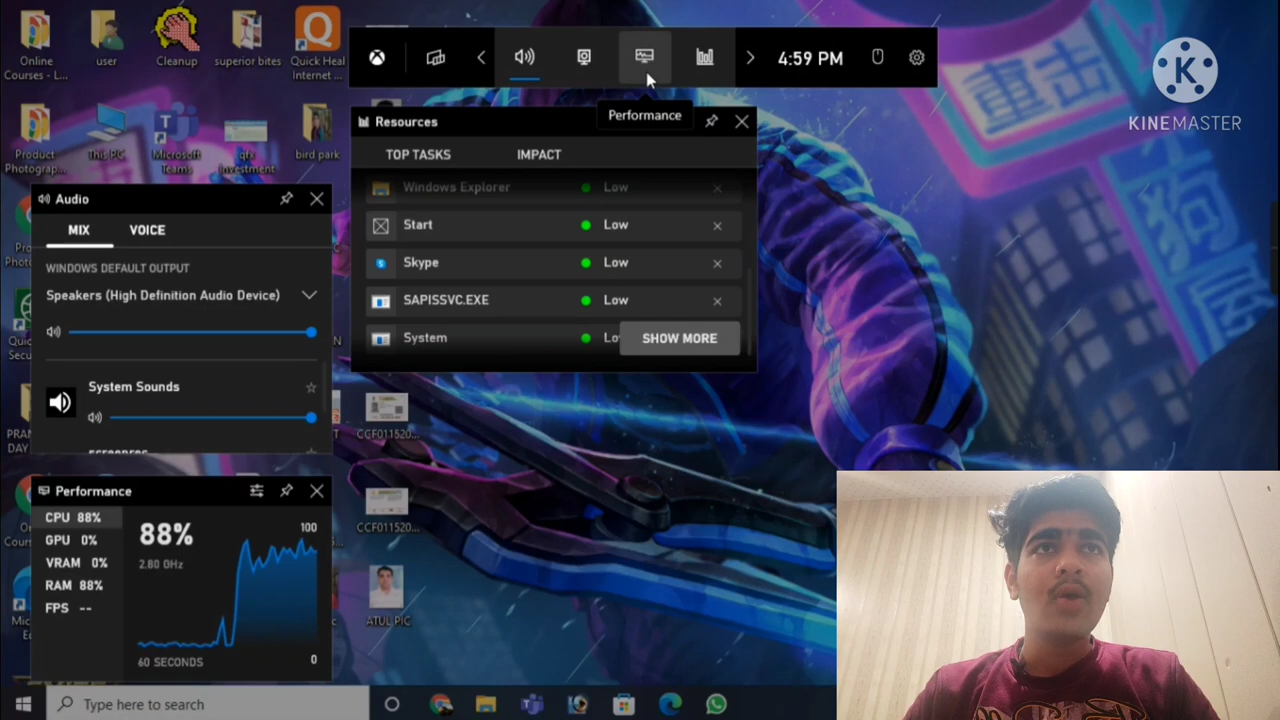 Online
Courses - L...
user
Cleanup
superior bites
Quick Heal
Internet ...
4:59 PM
Performance
K
KINEMASTER
Product
Photograp...
This PC
Microsoft
Teams
qfx
investment
bird park
Resources
TOP TASKS
IMPACT
Windows Explorer
Low
Start
Low
Skype
Low
SAPISSVC.EXE
Low
System
Lo
SHOW MORE
Audio
MIX
VOICE
WINDOWS DEFAULT OUTPUT
Speakers (High Definition Audio Device)
System Sounds
CCF011520...
Performance
CPU 88%
GPU 0%
VRAM 0%
RAM 88%
FPS --
88%
2.80 GHz
100
60 SECONDS
0
CCF011520...
ATUL PIC
Type here to search
重击